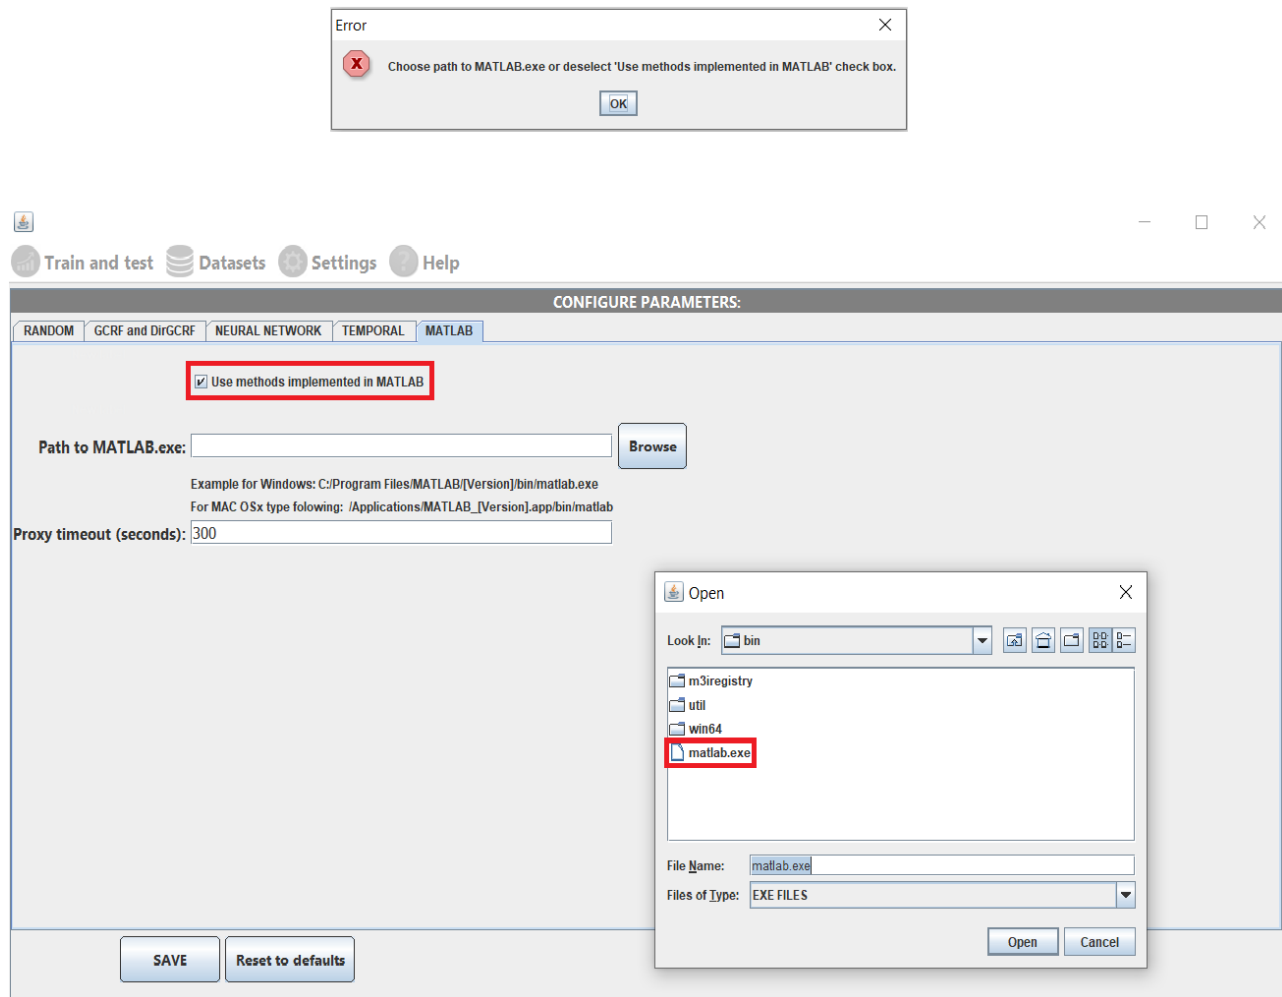 Error
Choose path to MATLAB.exe or deselect 'Use methods implemented in MATLAB' check box.
OK
Train and test Datasets Settings ? Help
CONFIGURE PARAMETERS:
RANDOM GCRF and DirGCRF NEURAL NETWORK TEMPORAL MATLAB
Use methods implemented in MATLAB
Path to MATLAB.exe: Browse
Example for Windows: C:/Program Files/MATLAB/[Version]/bin/matlab.exe
For MAC OSx type folowing: /Applications/MATLAB_[Version].app/bin/matlab
Proxy timeout (seconds): 300
Open
Look In: bin
m3iregistry
util
win64
matlab.exe
File Name: matlab.exe
Files of Type: EXE FILES
Open Cancel
SAVE Reset to defaults